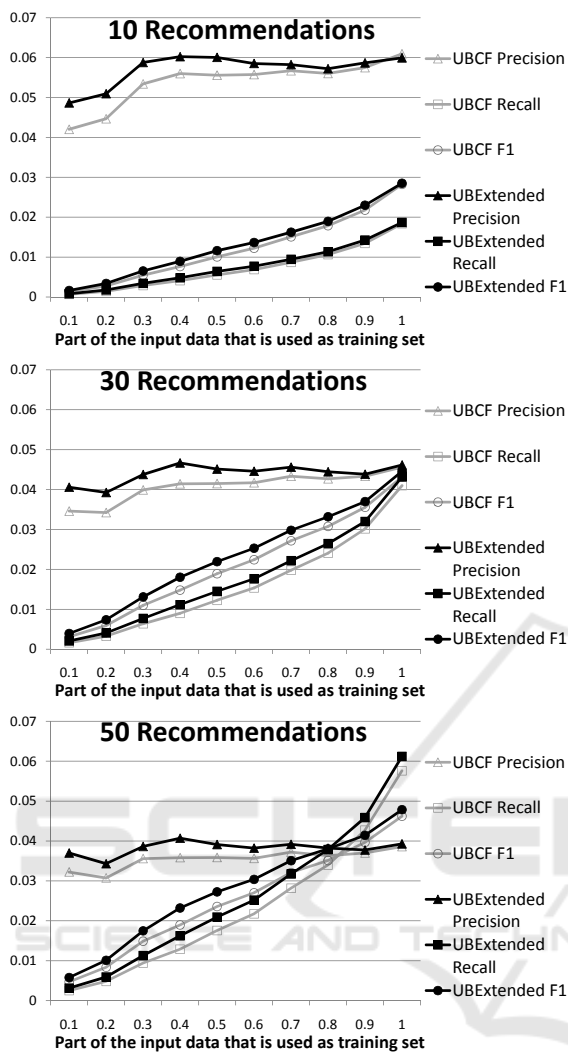 10 Recommendations
0.07
0.06
0.05
0.04
0.03
0.02
0.01
0
0.1 0.2 0.3 0.4 0.5 0.6 0.7 0.8 0.9 1
Part of the input data that is used as training set
UBCF Precision
UBCF Recall
UBCF F1
UBExtended
Precision
UBExtended
Recall
UBExtended F1
30 Recommendations
0.07
0.06
0.05
0.04
0.03
0.02
0.01
0
0.1 0.2 0.3 0.4 0.5 0.6 0.7 0.8 0.9 1
Part of the input data that is used as training set
UBCF Precision
UBCF Recall
UBCF F1
UBExtended
Precision
UBExtended
Recall
UBExtended F1
50 Recommendations
0.07
0.06
0.05
0.04
0.03
0.02
0.01
0
0.1 0.2 0.3 0.4 0.5 0.6 0.7 0.8 0.9 1
Part of the input data that is used as training set
UBCF Precision
UBCF Recall
UBCF F1
UBExtended
Precision
UBExtended
Recall
UBExtended F1
SCIENCE AND